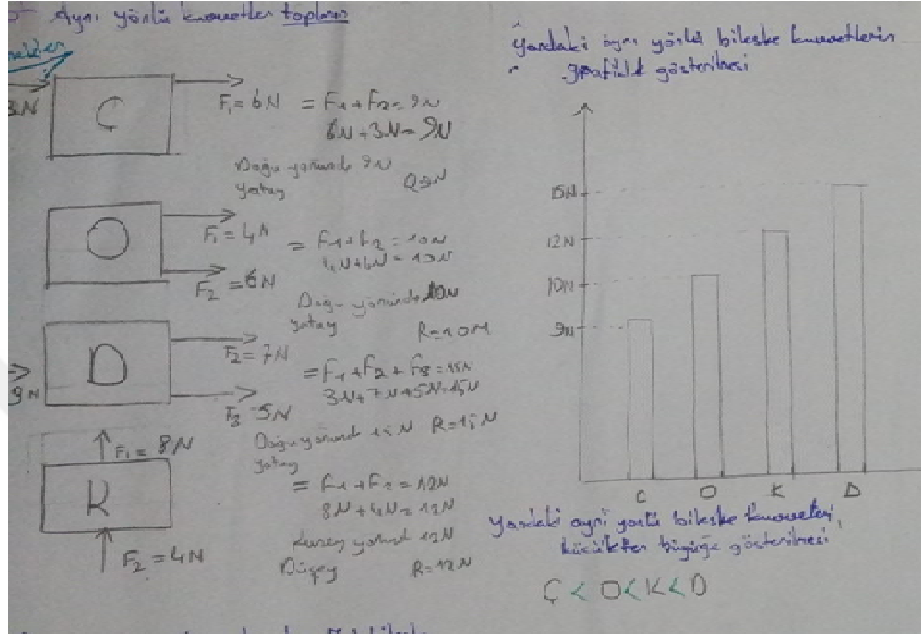 Aynı yönlü kuvvetler toplamı
3N
Ç
F₁= 6N = F₁+F₂= 9N
6N+3N= 9N
Doğu yönünde 9N
yatay
O
F₁= 4N = F₁+F₂ = 10N
4N+6N = 10N
F₂ = 6N
Doğu yönünde 10N
yatay R=10N
D
F₂= 7N
= F₁+F₂+F₃ = 15N
3N+7N+5N=15N
F₃ 5N
Doğu yönünde R=15N
yatay
F₁= 8N
K
= F₁+F₂ = 12N
8N+4N= 12N
F₂ = 4N
Kuzey yönünde 12N
Düşey R=12N
Yandaki aynı yönlü bileşke kuvvetlerin
grafikle gösterilmesi
15N
12N
10N
9N
C O K D
Yandaki aynı yönlü bileşke kuvvetleri
küçükten büyüğe gösterilmesi
Ç < O < K < D